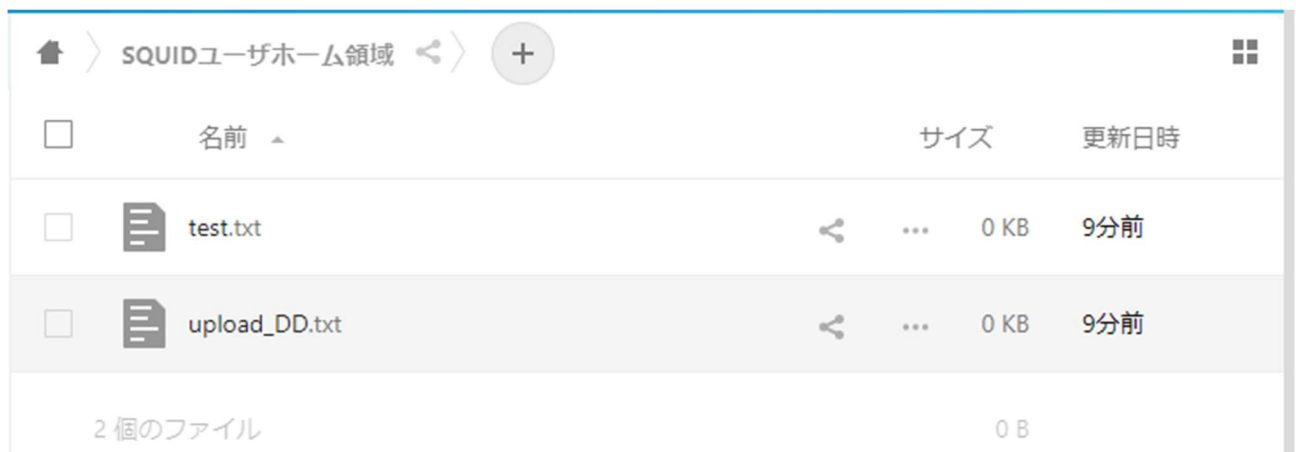 SQUIDユーザホーム領域
名前 サイズ 更新日時
test.txt 0 KB 9分前
upload_DD.txt 0 KB 9分前
2 個のファイル 0 B